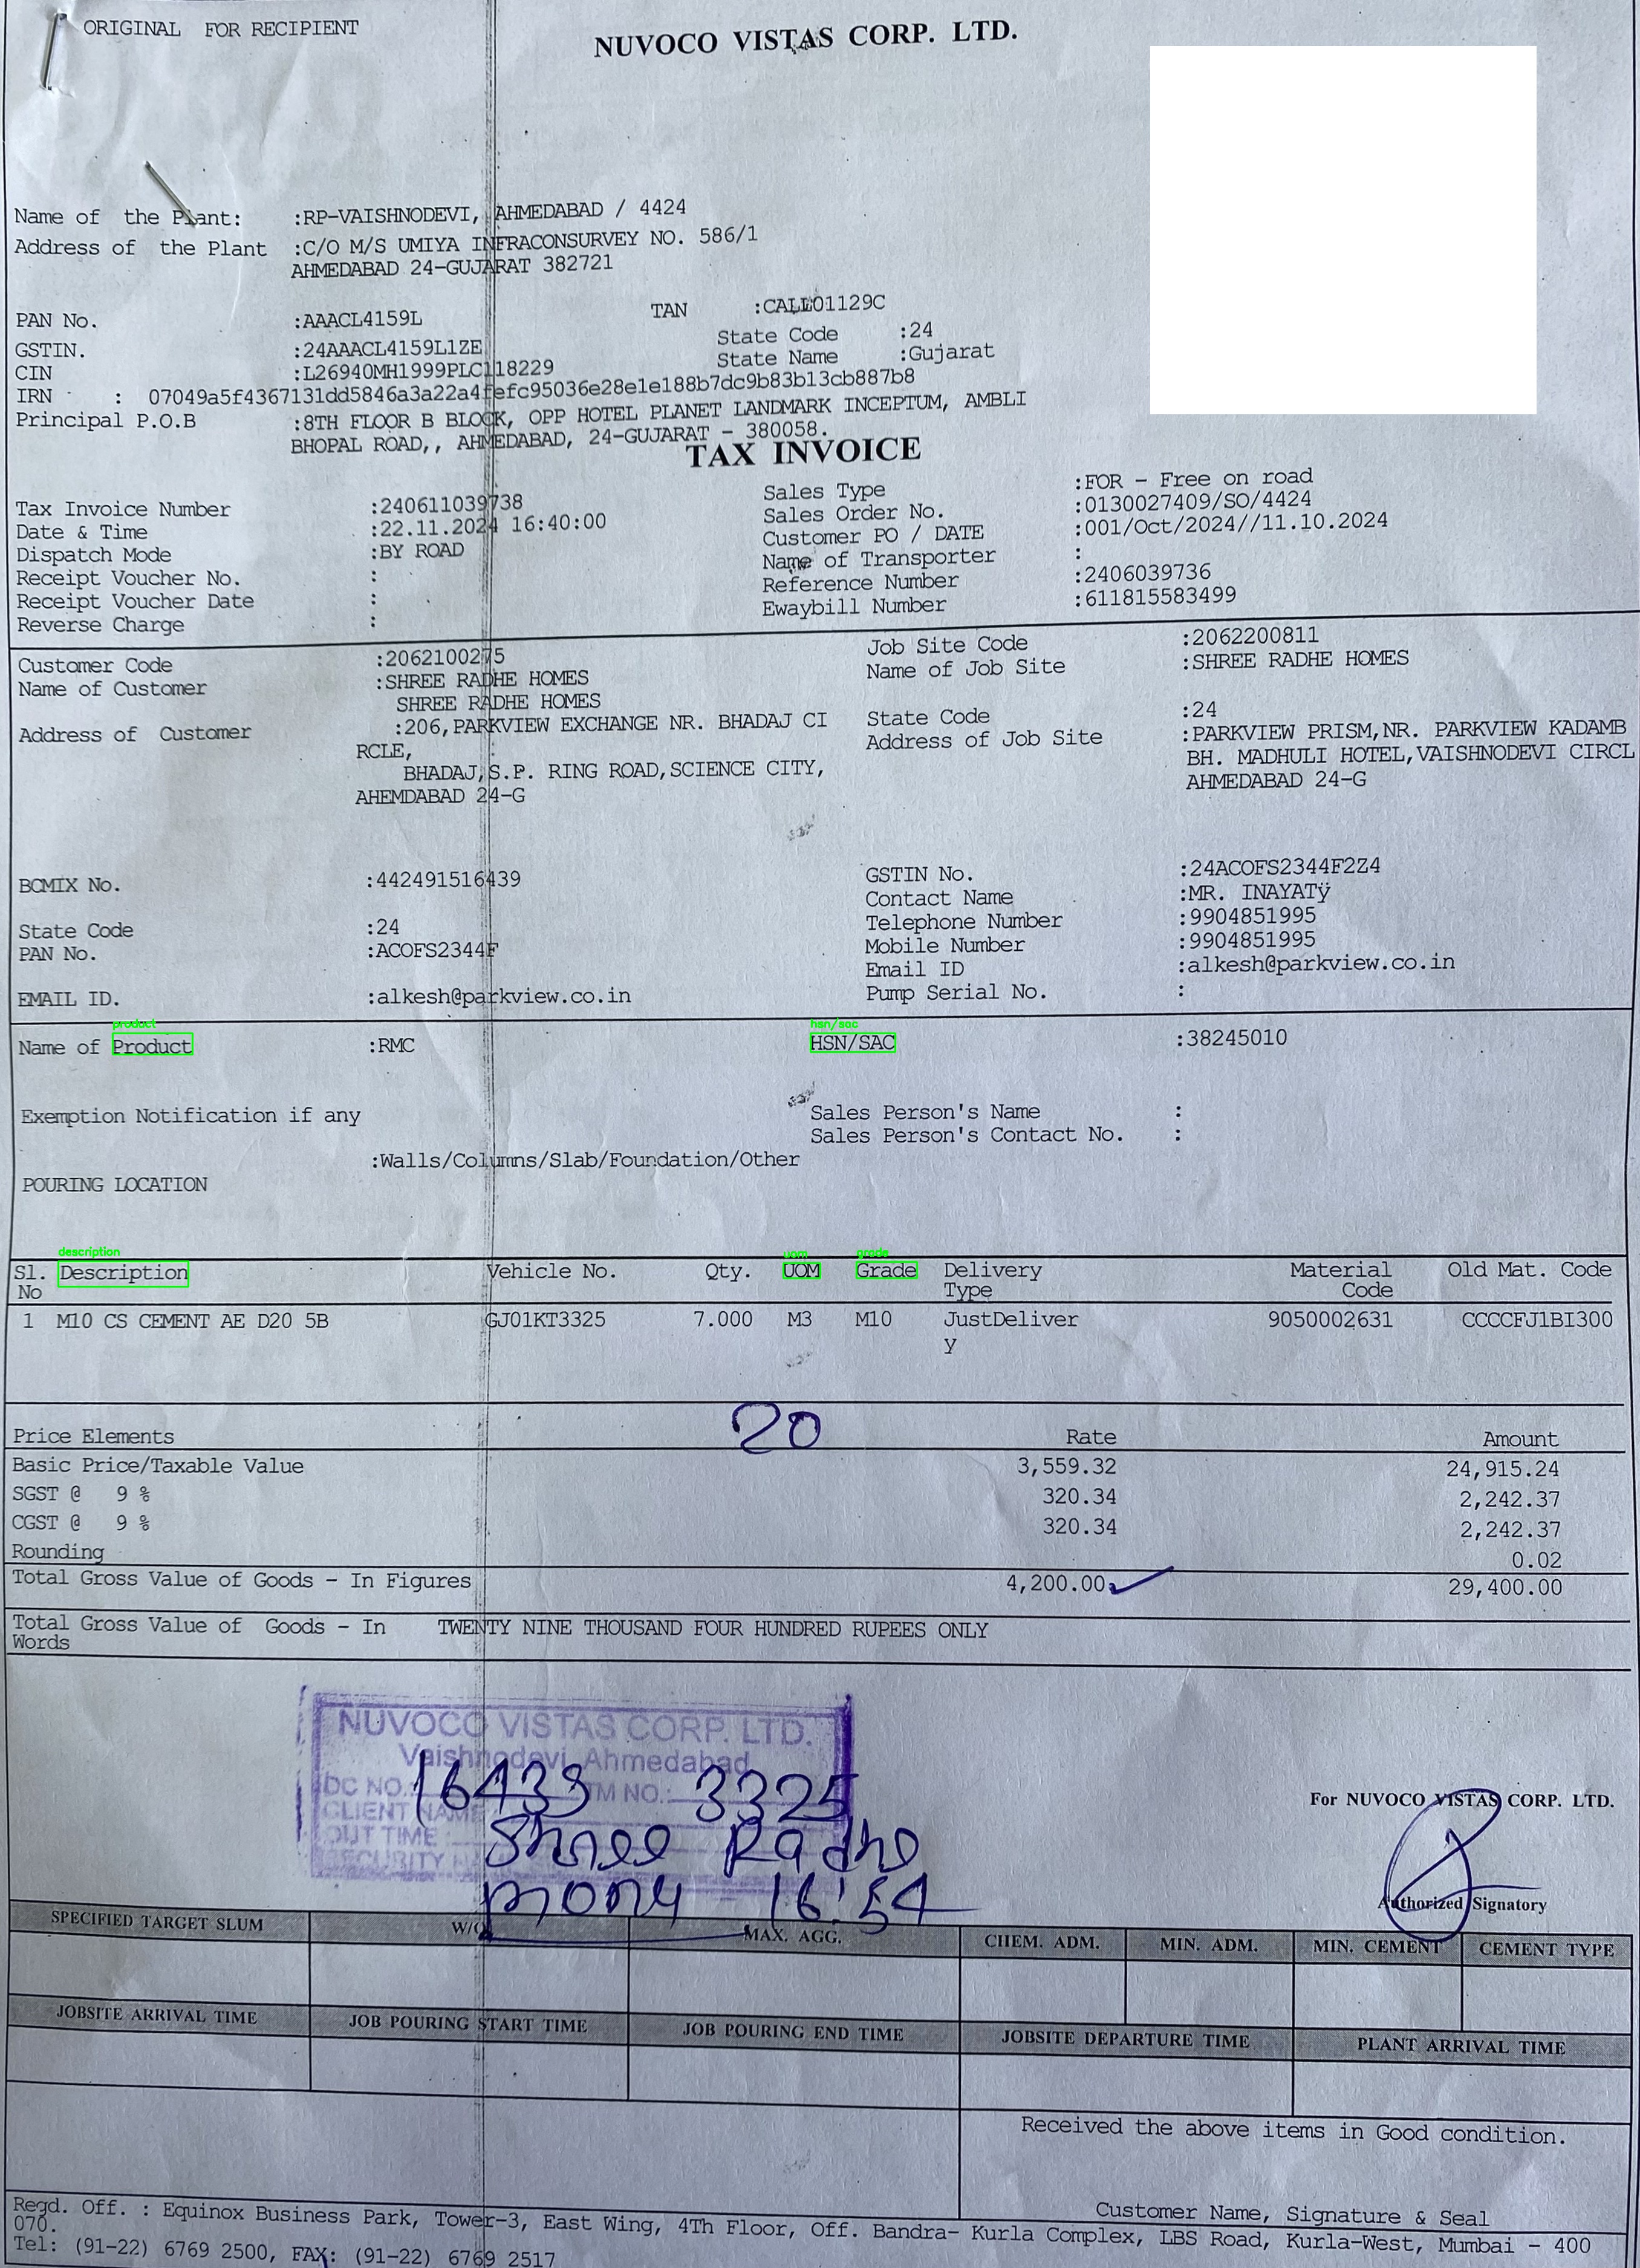 ORIGINAL FOR RECIPIENT
NUVOCO VISTAS CORP. LTD.
Name of the Plant: :RP-VAISHNODEVI, AHMEDABAD / 4424
Address of the Plant :C/O M/S UMIYA INFRACONSURVEY NO. 586/1
AHMEDABAD 24-GUJARAT 382721
PAN No. :AAACL4159L TAN :CALL01129C
GSTIN. :24AAACL4159L1ZE State Code :24
CIN :L26940MH1999PLC118229 State Name :Gujarat
IRN : 07049a5f4367131dd5846a3a22a4fefc95036e28e1e188b7dc9b83b13cb887b8
Principal P.O.B :8TH FLOOR B BLOCK, OPP HOTEL PLANET LANDMARK INCEPTUM, AMBLI
BHOPAL ROAD,, AHMEDABAD, 24-GUJARAT - 380058.
TAX INVOICE
Tax Invoice Number :240611039738 Sales Type :FOR - Free on road
Date & Time :22.11.2024 16:40:00 Sales Order No. :0130027409/SO/4424
Dispatch Mode :BY ROAD Customer PO / DATE :001/Oct/2024//11.10.2024
Receipt Voucher No. : Name of Transporter :
Receipt Voucher Date : Reference Number :2406039736
Reverse Charge : Ewaybill Number :611815583499
Customer Code :2062100275 Job Site Code :2062200811
Name of Customer :SHREE RADHE HOMES Name of Job Site :SHREE RADHE HOMES
SHREE RADHE HOMES
Address of Customer :206,PARKVIEW EXCHANGE NR. BHADAJ CI State Code :24
RCLE, Address of Job Site :PARKVIEW PRISM,NR. PARKVIEW KADAMB
BHADAJ,S.P. RING ROAD,SCIENCE CITY, BH. MADHULI HOTEL,VAISHNODEVI CIRCL
AHEMDABAD 24-G AHMEDABAD 24-G
BCMIX No. :442491516439 GSTIN No. :24ACOFS2344F2Z4
Contact Name :MR. INAYATÿ
State Code :24 Telephone Number :9904851995
PAN No. :ACOFS2344F Mobile Number :9904851995
Email ID :alkesh@parkview.co.in
EMAIL ID. :alkesh@parkview.co.in Pump Serial No. :
product hsn/sac
Name of Product :RMC HSN/SAC :38245010
Exemption Notification if any Sales Person's Name :
Sales Person's Contact No. :
:Walls/Columns/Slab/Foundation/Other
POURING LOCATION
description uom grade
Sl. No Description Vehicle No. Qty. UOM Grade Delivery Type Material Code Old Mat. Code
1 M10 CS CEMENT AE D20 5B GJ01KT3325 7.000 M3 M10 JustDeliver 9050002631 CCCCFJ1BI300
y
20
Price Elements Rate Amount
Basic Price/Taxable Value 3,559.32 24,915.24
SGST @ 9 % 320.34 2,242.37
CGST @ 9 % 320.34 2,242.37
Rounding 0.02
Total Gross Value of Goods - In Figures 4,200.00 29,400.00
Total Gross Value of Goods - In Words TWENTY NINE THOUSAND FOUR HUNDRED RUPEES ONLY
NUVOCO VISTAS CORP. LTD.
Vaishnodevi Ahmedabad
DC NO. 16433 TM NO.: 3325
CLIENT NAME Shree Radhe
OUT TIME
SECURITY 16:54
For NUVOCO VISTAS CORP. LTD.
Authorized Signatory
SPECIFIED TARGET SLUM MAX. AGG. CHEM. ADM. MIN. ADM. MIN. CEMENT CEMENT TYPE
JOBSITE ARRIVAL TIME JOB POURING START TIME JOB POURING END TIME JOBSITE DEPARTURE TIME PLANT ARRIVAL TIME
Received the above items in Good condition.
Customer Name, Signature & Seal
Regd. Off. : Equinox Business Park, Tower-3, East Wing, 4Th Floor, Off. Bandra- Kurla Complex, LBS Road, Kurla-West, Mumbai - 400
070.
Tel: (91-22) 6769 2500, FAX: (91-22) 6769 2517